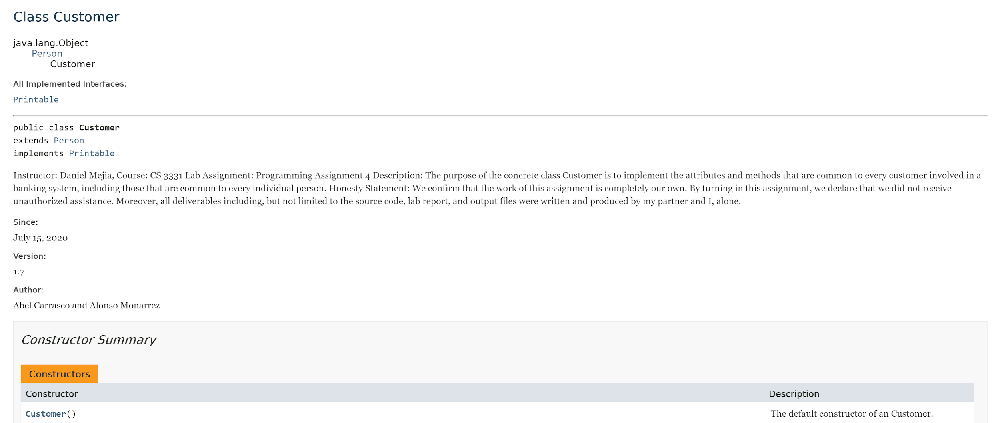 Class Customer
java.lang.Object
Person
Customer
All Implemented Interfaces:
Printable
public class Customer
extends Person
implements Printable
Instructor: Daniel Mejia, Course: CS 3331 Lab Assignment: Programming Assignment 4 Description: The purpose of the concrete class Customer is to implement the attributes and methods that are common to every customer involved in a
banking system, including those that are common to every individual person. Honesty Statement: We confirm that the work of this assignment is completely our own. By turning in this assignment, we declare that we did not receive
unauthorized assistance. Moreover, all deliverables including, but not limited to the source code, lab report, and output files were written and produced by my partner and I, alone.
Since:
July 15, 2020
Version:
1.7
Author:
Abel Carrasco and Alonso Monarrez
Constructor Summary
Constructors
Constructor Description
Customer() The default constructor of an Customer.